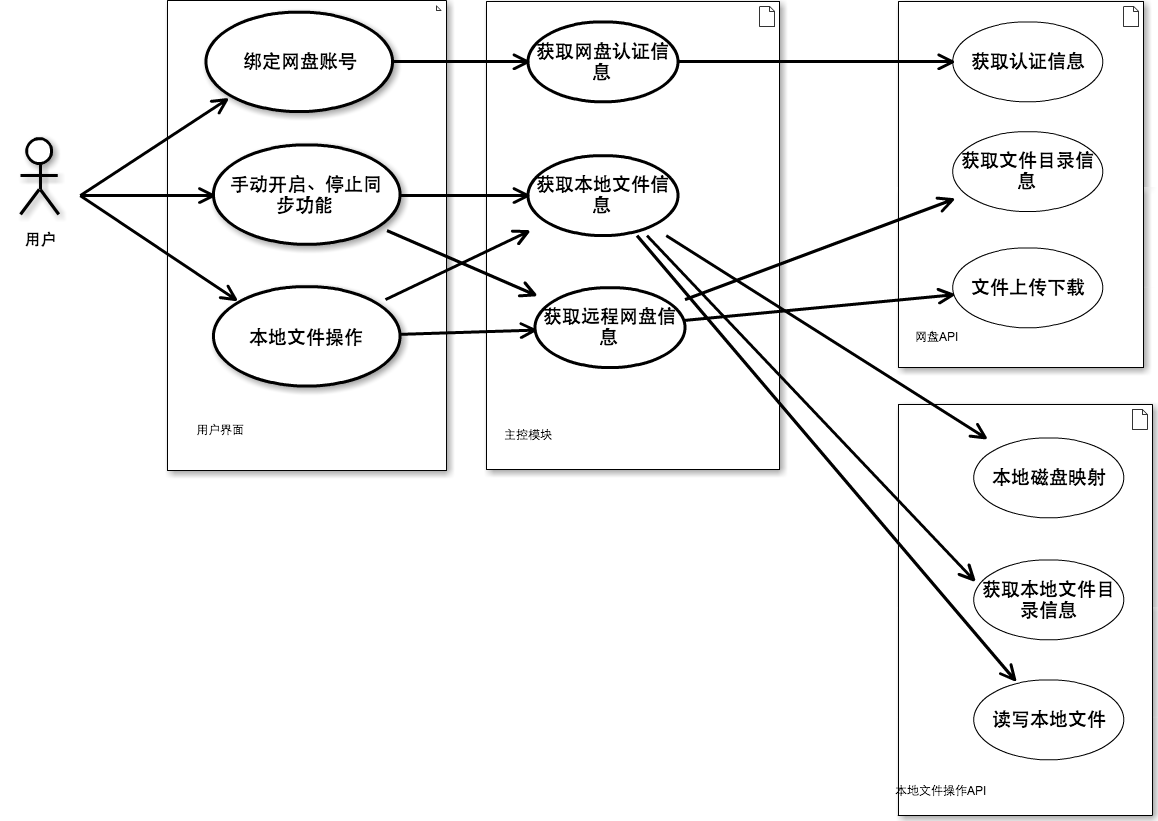 绑定网盘账号
手动开启、停止同
步功能
本地文件操作
用户
用户界面
获取网盘认证信
息
获取本地文件信
息
获取远程网盘信
息
主控模块
获取认证信息
获取文件目录信
息
文件上传下载
网盘API
本地磁盘映射
获取本地文件目
录信息
读写本地文件
本地文件操作API